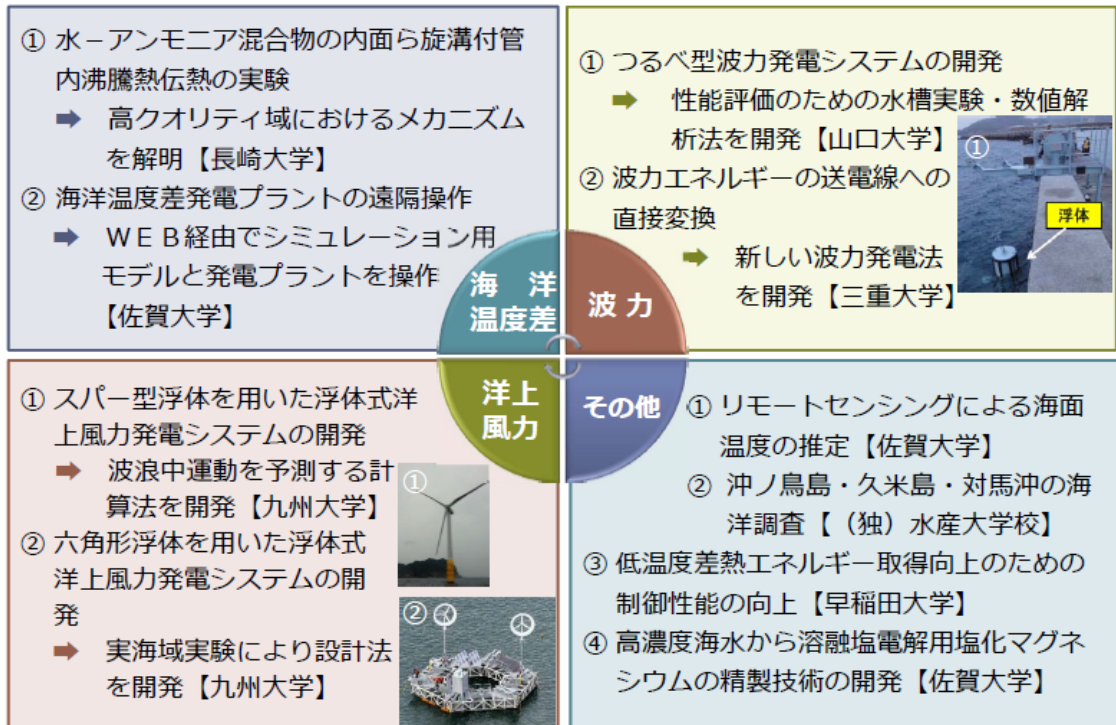 ① 水－アンモニア混合物の内面ら旋溝付管
内沸騰熱伝熱の実験
➡ 高クオリティ域におけるメカニズム
を解明【長崎大学】
② 海洋温度差発電プラントの遠隔操作
➡ ＷＥＢ経由でシミュレーション用
モデルと発電プラントを操作
【佐賀大学】
海 洋
温度差
① つるべ型波力発電システムの開発
➡ 性能評価のための水槽実験・数値解
析法を開発【山口大学】
② 波力エネルギーの送電線への
直接変換
➡ 新しい波力発電法
を開発【三重大学】
①
浮体
波 力
① スパー型浮体を用いた浮体式洋
上風力発電システムの開発
➡ 波浪中運動を予測する計
算法を開発【九州大学】
② 六角形浮体を用いた浮体式
洋上風力発電システムの開
発
➡ 実海域実験により設計法
を開発【九州大学】
①
②
洋上
風力
その他
① リモートセンシングによる海面
温度の推定【佐賀大学】
② 沖ノ鳥島・久米島・対馬沖の海
洋調査【（独）水産大学校】
③ 低温度差熱エネルギー取得向上のための
制御性能の向上【早稲田大学】
④ 高濃度海水から溶融塩電解用塩化マグネ
シウムの精製技術の開発【佐賀大学】